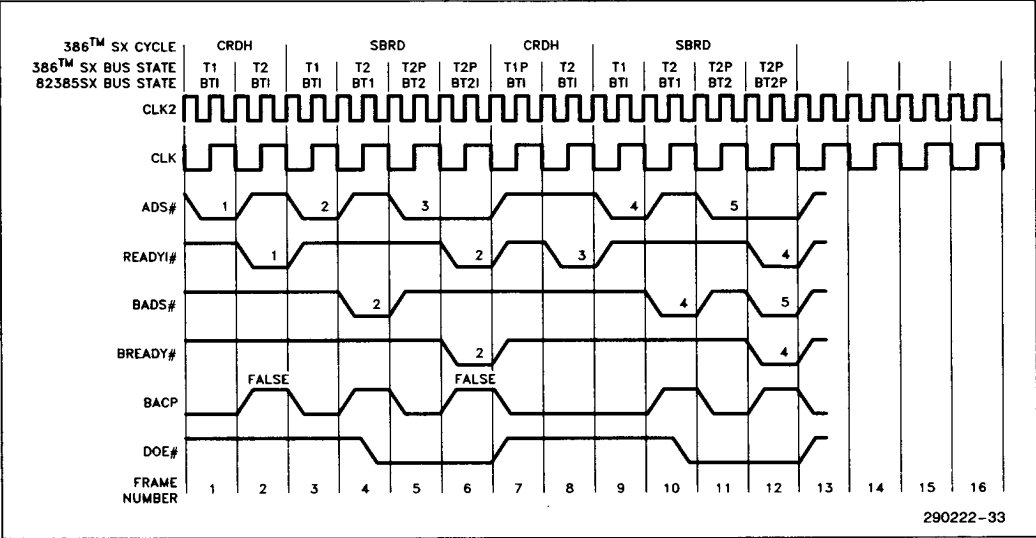 386™ SX CYCLE CRDH SBRD CRDH SBRD
386™ SX BUS STATE T1 T2 T1 T2 T2P T2P T1P T2 T1 T2 T2P T2P
82385SX BUS STATE BTI BTI BTI BT1 BT2 BT2I BTI BTI BTI BT1 BT2 BT2P
CLK2
CLK
ADS# 1 2 3 4 5
READYI# 1 2 3 4
BADS# 2 4 5
BREADY# 2 4
FALSE FALSE
BACP
DOE#
FRAME
NUMBER 1 2 3 4 5 6 7 8 9 10 11 12 13 14 15 16
290222-33